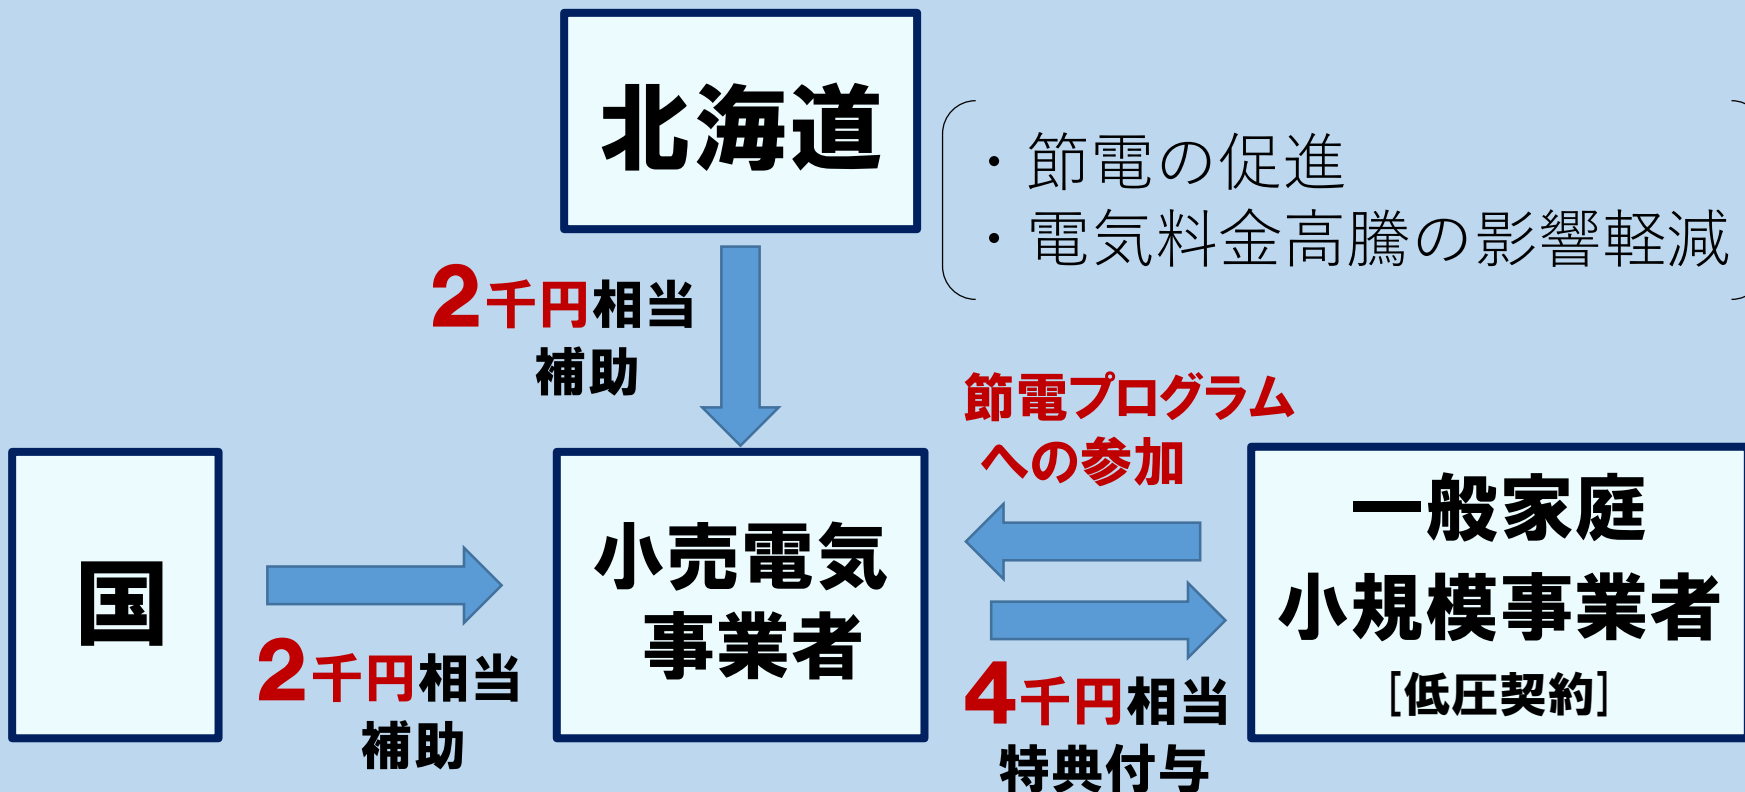 北海道
・節電の促進
・電気料金高騰の影響軽減
2千円相当
補助
節電プログラム
への参加
国
2千円相当
補助
小売電気
事業者
4千円相当
特典付与
一般家庭
小規模事業者
[低圧契約]